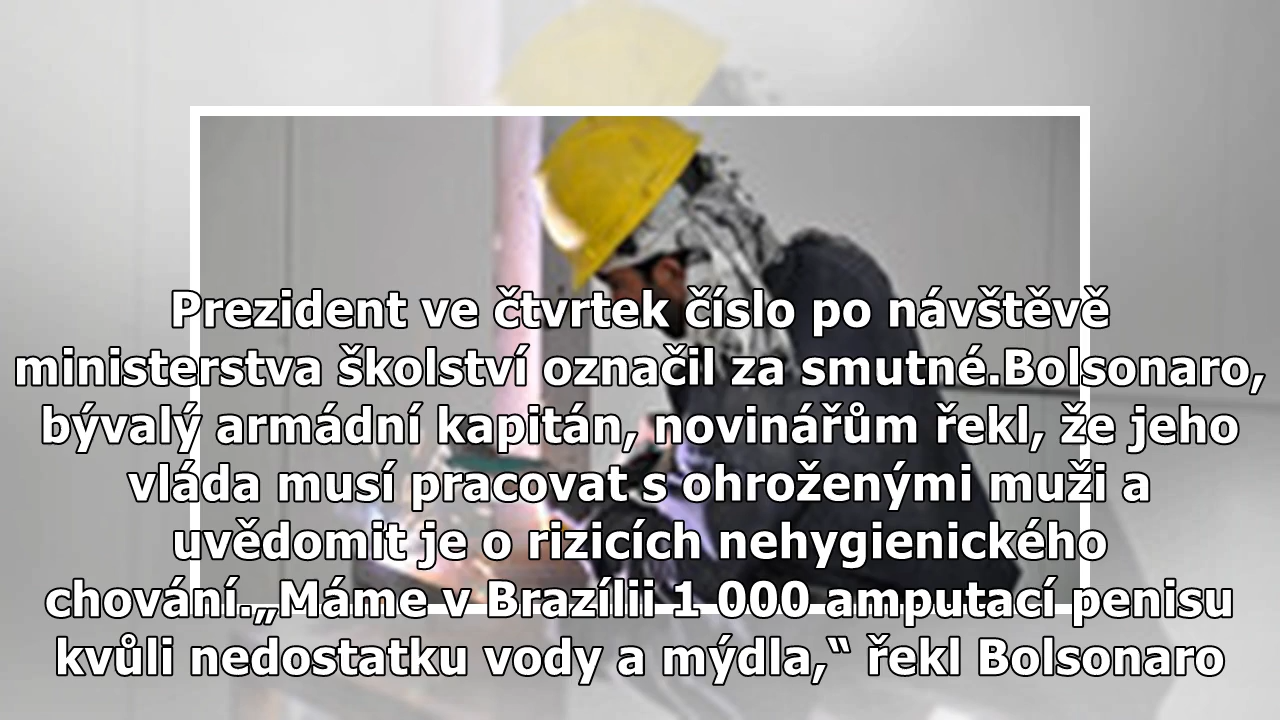 Prezident ve čtvrtek číslo po návštěvě
ministerstva školství označil za smutné.Bolsonaro,
bývalý armádní kapitán, novinářům řekl, že jeho
vláda musí pracovat s ohroženými muži a
uvědomit je o rizicích nehygienického
chování.„Máme v Brazílii 1 000 amputací penisu
kvůli nedostatku vody a mýdla,“ řekl Bolsonaro